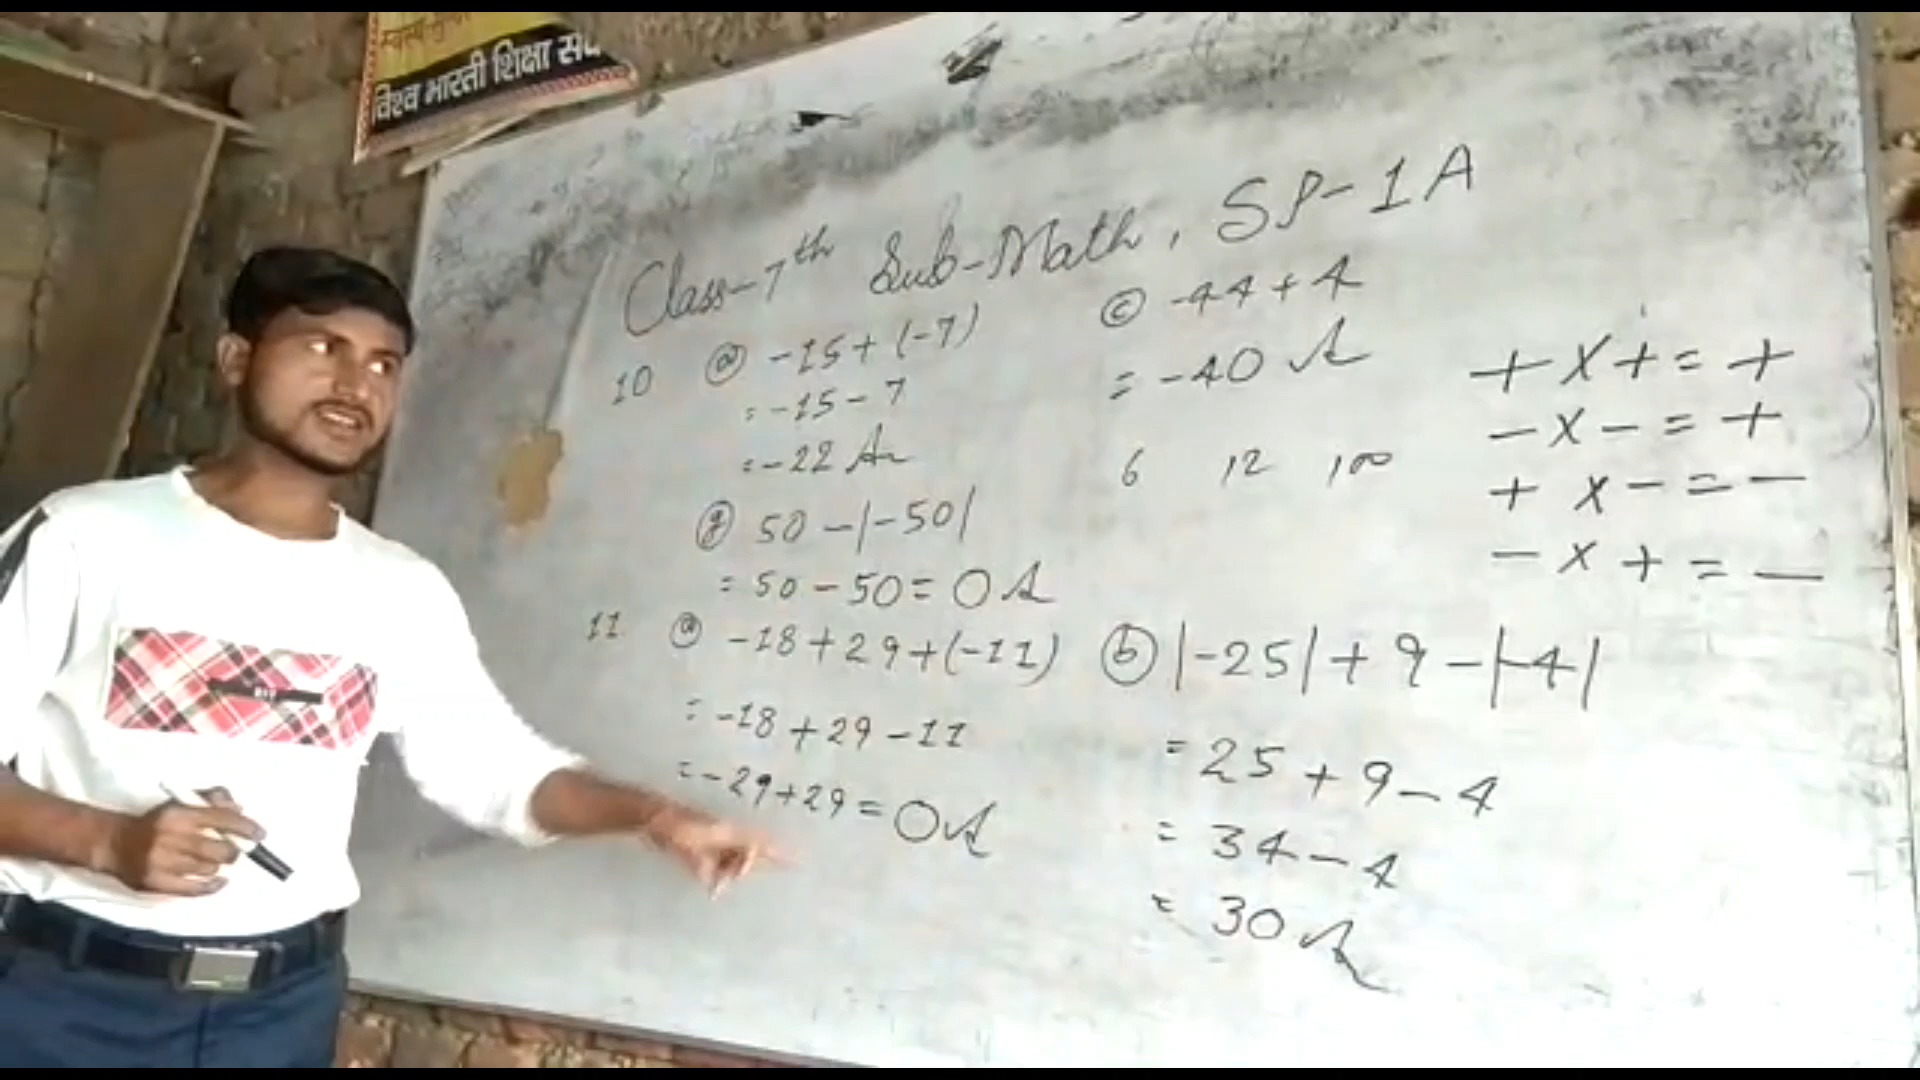 विश्व भारती शिक्षा
Class-7th Sub-Math, SP-1A
10 (a) -15+(-7)
= -15-7
= -22 An
(c) -44+4
= -40 A
6 12 100
+ X + = +
- X - = +
+ X - = -
- X + = -
50 -|-50|
= 50 - 50 = 0 A
11 (a) -18+29+(-11)
= -18+29-11
= -29+29 = 0 A
(b) |-25|+9-|-4|
= 25+9-4
= 34-4
= 30 A